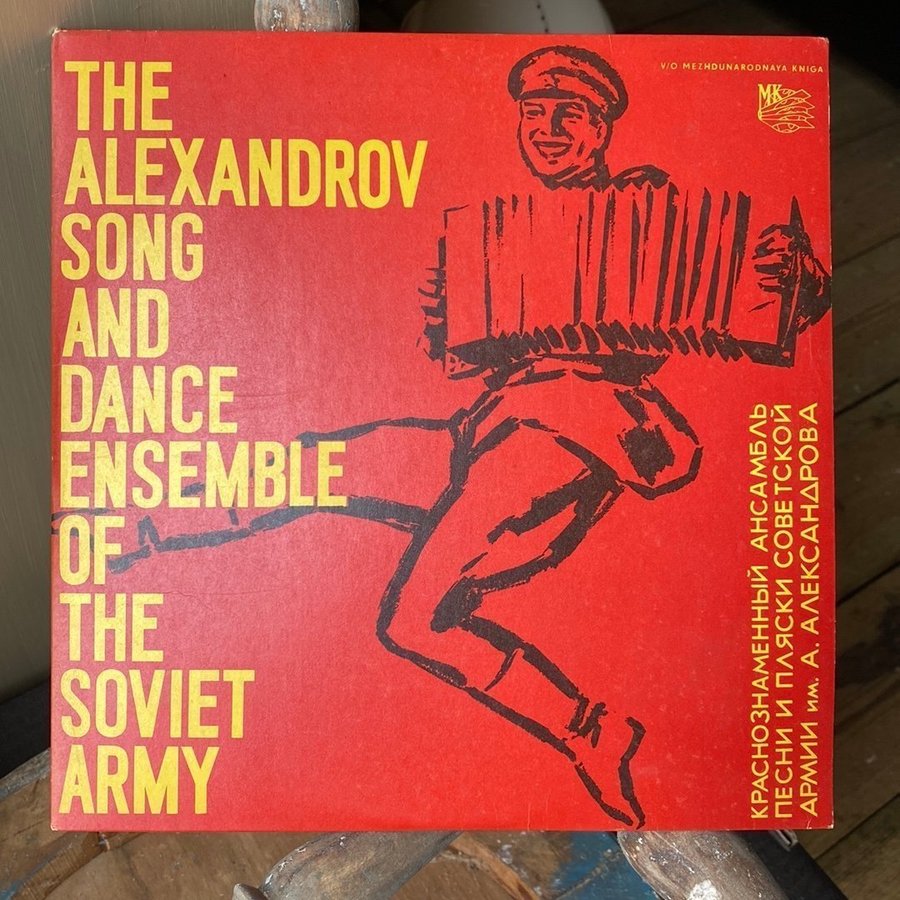 THE
ALEXANDROV
SONG
AND
DANCE
ENSEMBLE
OF
THE
SOVIET
ARMY
V/O MEZHDUNARODNAYA KNIGA
МК
КРАСНОЗНАМЕННЫЙ АНСАМБЛЬ
ПЕСНИ И ПЛЯСКИ СОВЕТСКОЙ
АРМИИ им. А. АЛЕКСАНДРОВА